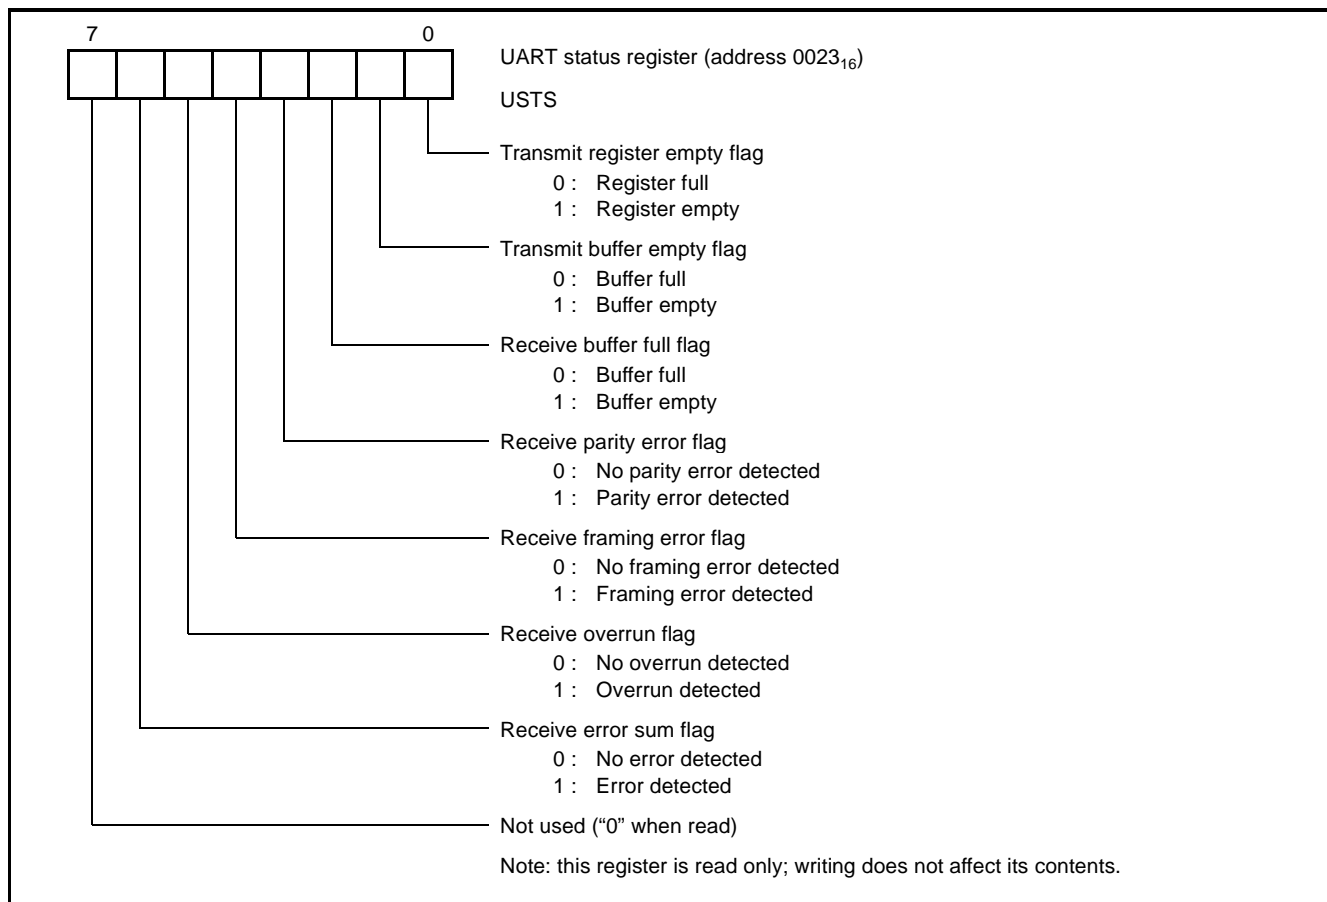 7 0
UART status register (address 0023₁₆)
USTS
Transmit register empty flag
0 : Register full
1 : Register empty
Transmit buffer empty flag
0 : Buffer full
1 : Buffer empty
Receive buffer full flag
0 : Buffer full
1 : Buffer empty
Receive parity error flag
0 : No parity error detected
1 : Parity error detected
Receive framing error flag
0 : No framing error detected
1 : Framing error detected
Receive overrun flag
0 : No overrun detected
1 : Overrun detected
Receive error sum flag
0 : No error detected
1 : Error detected
Not used (“0” when read)
Note: this register is read only; writing does not affect its contents.